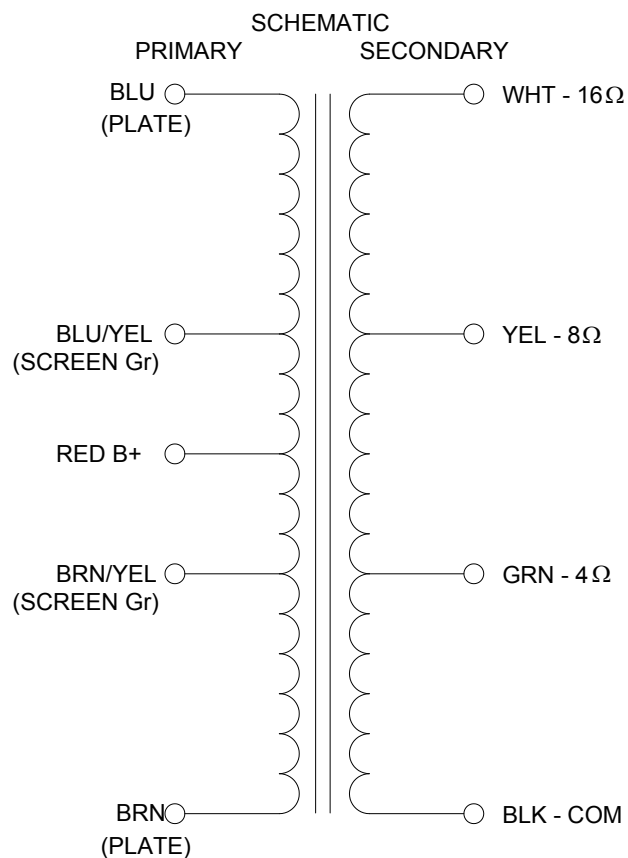 SCHEMATIC
PRIMARY SECONDARY
BLU
(PLATE)
WHT - 16Ω
BLU/YEL
(SCREEN Gr)
YEL - 8Ω
RED B+
BRN/YEL
(SCREEN Gr)
GRN - 4Ω
BRN
(PLATE)
BLK - COM